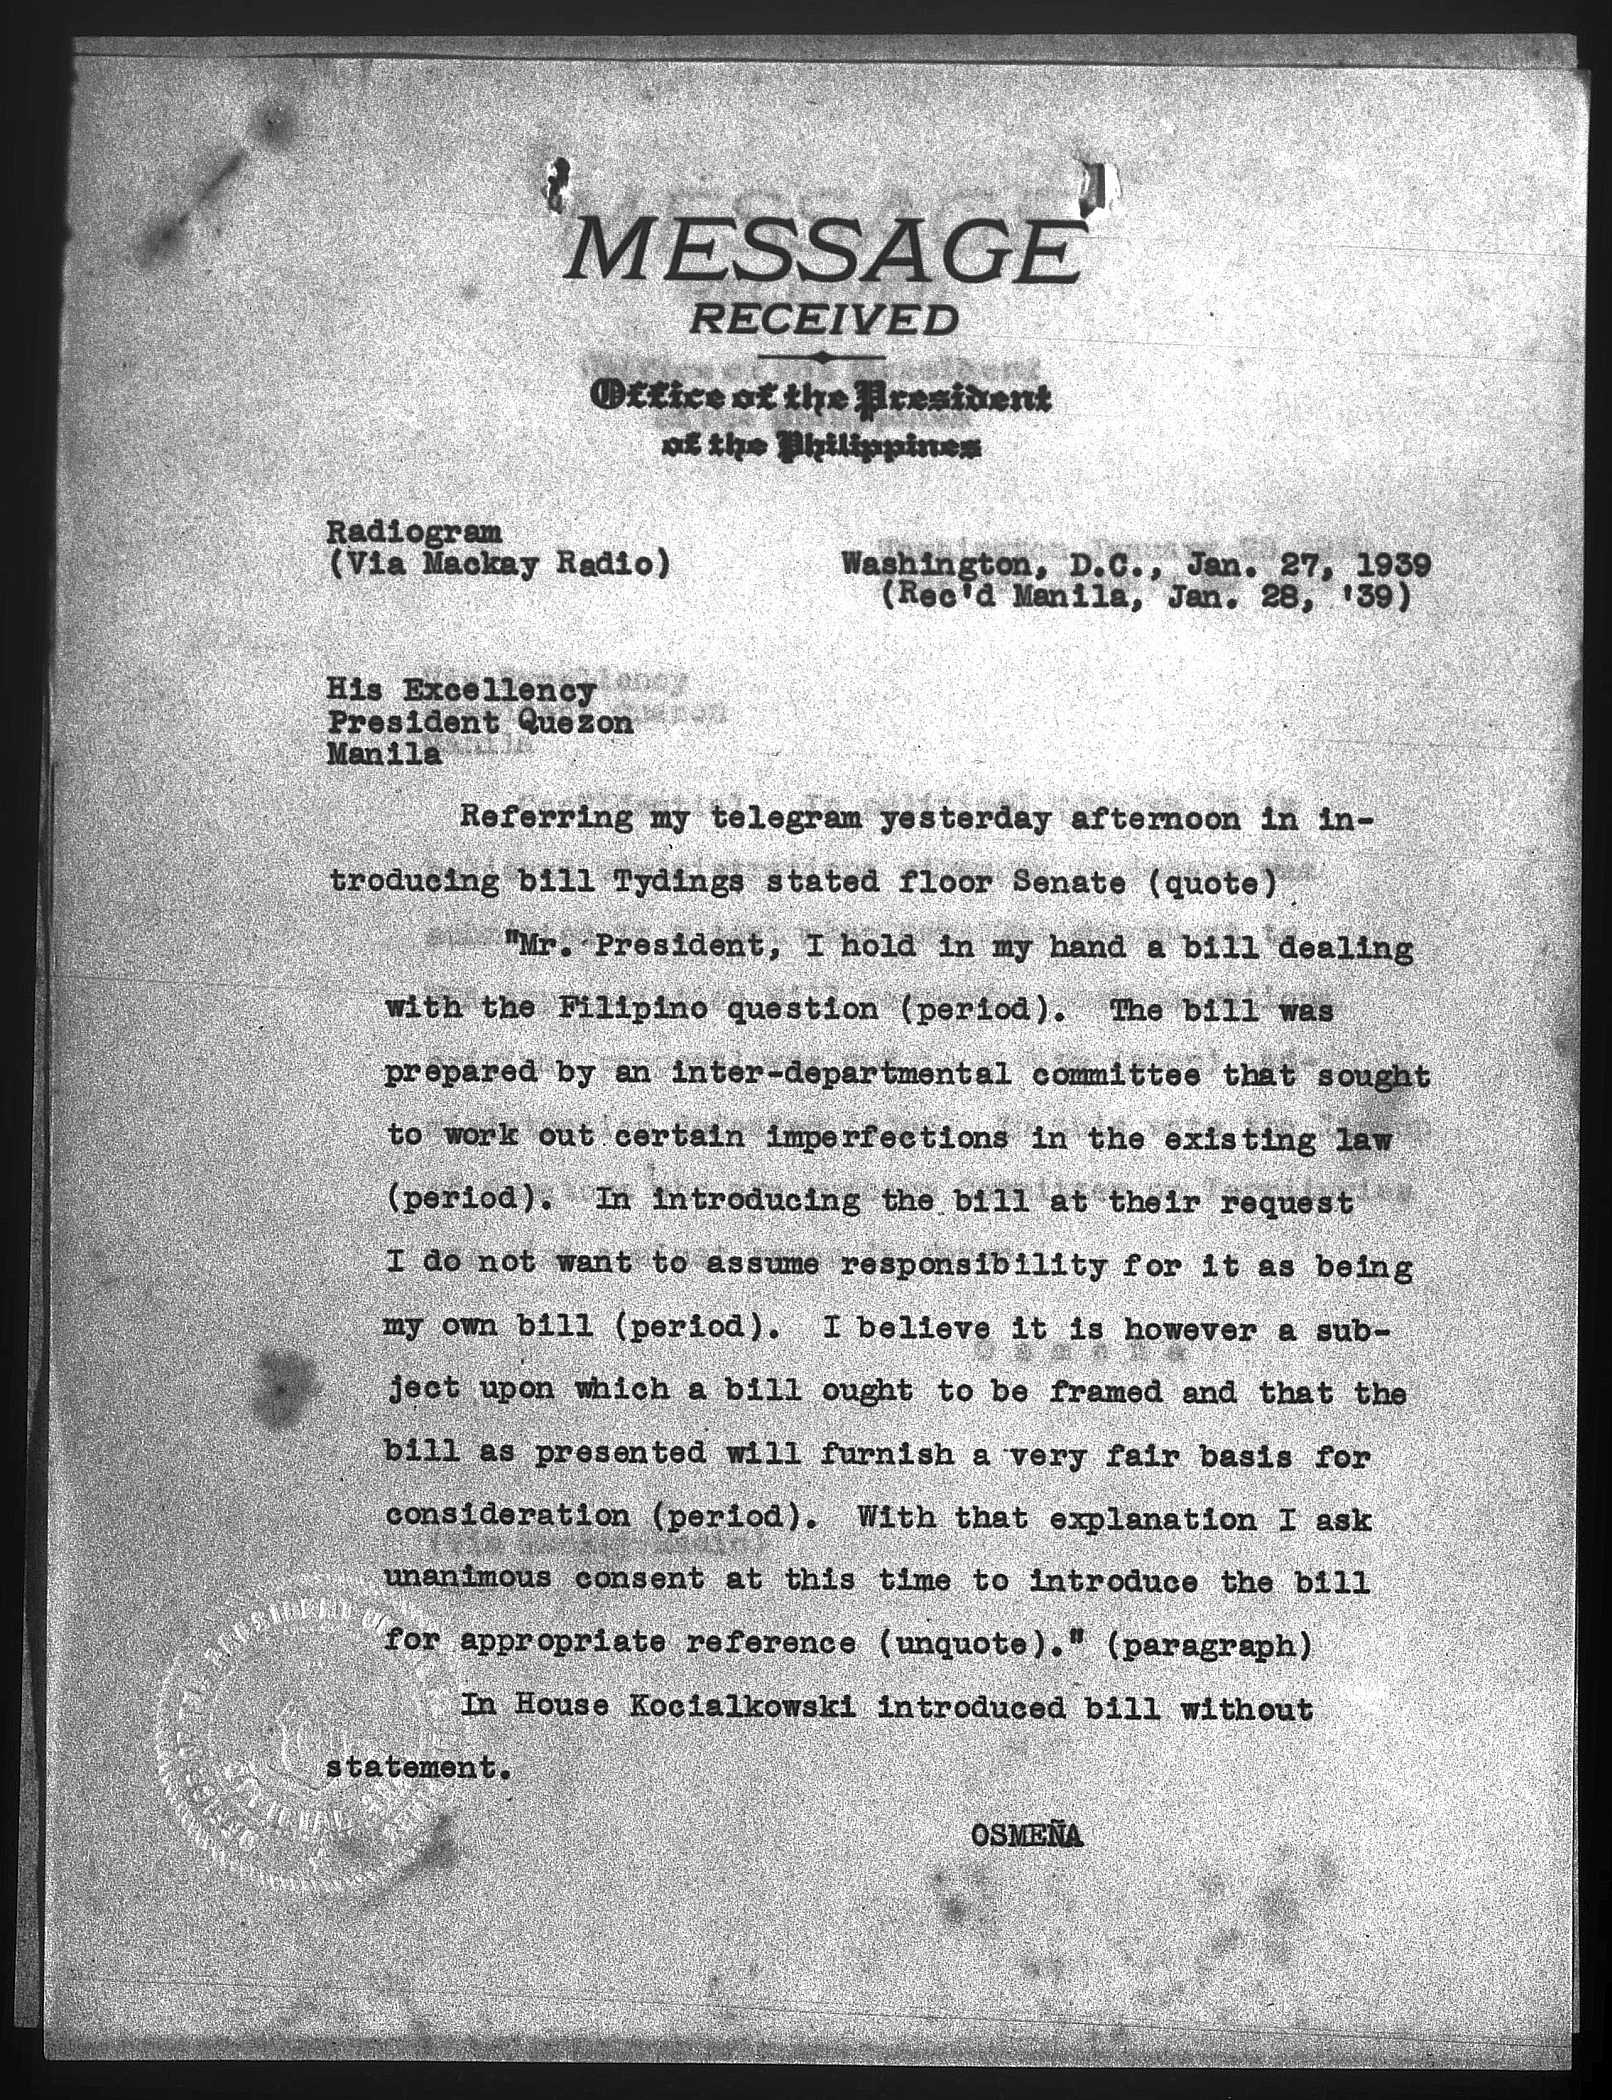 MESSAGE
RECEIVED
Office of the President
of the Philippines
Radiogram
(Via Mackay Radio)
Washington, D.C., Jan. 27, 1939
(Rec'd Manila, Jan. 28, '39)
His Excellency
President Quezon
Manila
Referring my telegram yesterday afternoon in in-
troducing bill Tydings stated floor Senate (quote)
"Mr. President, I hold in my hand a bill dealing
with the Filipino question (period). The bill was
prepared by an inter-departmental committee that sought
to work out certain imperfections in the existing law
(period). In introducing the bill at their request
I do not want to assume responsibility for it as being
my own bill (period). I believe it is however a sub-
ject upon which a bill ought to be framed and that the
bill as presented will furnish a very fair basis for
consideration (period). With that explanation I ask
unanimous consent at this time to introduce the bill
for appropriate reference (unquote)." (paragraph)
In House Kocialkowski introduced bill without
statement.
OSMEÑA